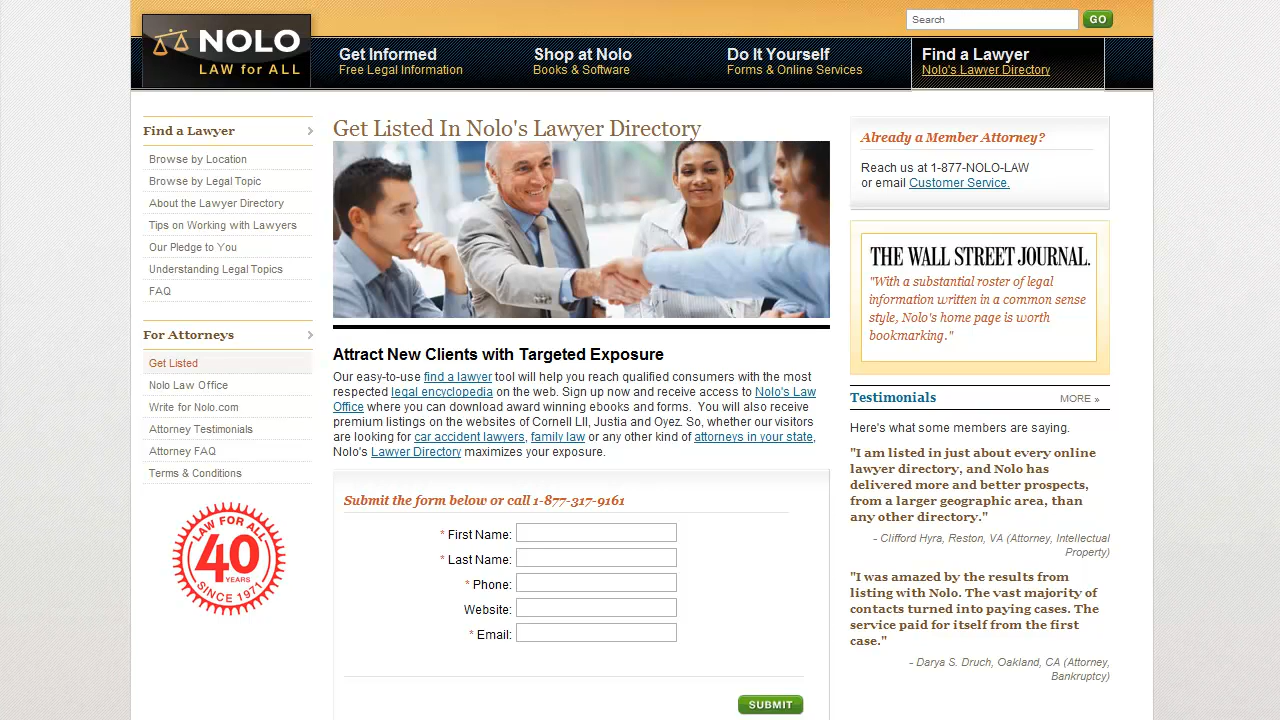 Search
GO
NOLO
LAW for ALL
Get Informed
Free Legal Information
Shop at Nolo
Books & Software
Do It Yourself
Forms & Online Services
Find a Lawyer
Nolo's Lawyer Directory
Find a Lawyer
Browse by Location
Browse by Legal Topic
About the Lawyer Directory
Tips on Working with Lawyers
Our Pledge to You
Understanding Legal Topics
FAQ
For Attorneys
Get Listed
Nolo Law Office
Write for Nolo.com
Attorney Testimonials
Attorney FAQ
Terms & Conditions
LAW FOR ALL
40
YEARS
SINCE 1971
Get Listed In Nolo's Lawyer Directory
Attract New Clients with Targeted Exposure
Our easy-to-use find a lawyer tool will help you reach qualified consumers with the most
respected legal encyclopedia on the web. Sign up now and receive access to Nolo's Law
Office where you can download award winning ebooks and forms. You will also receive
premium listings on the websites of Cornell LII, Justia and Oyez. So, whether our visitors
are looking for car accident lawyers, family law or any other kind of attorneys in your state,
Nolo's Lawyer Directory maximizes your exposure.
Submit the form below or call 1-877-317-9161
* First Name:
* Last Name:
* Phone:
Website:
* Email:
SUBMIT
Already a Member Attorney?
Reach us at 1-877-NOLO-LAW
or email Customer Service.
THE WALL STREET JOURNAL.
"With a substantial roster of legal
information written in a common sense
style, Nolo's home page is worth
bookmarking."
Testimonials
MORE »
Here's what some members are saying.
"I am listed in just about every online
lawyer directory, and Nolo has
delivered more and better prospects,
from a larger geographic area, than
any other directory."
- Clifford Hyra, Reston, VA (Attorney, Intellectual
Property)
"I was amazed by the results from
listing with Nolo. The vast majority of
contacts turned into paying cases. The
service paid for itself from the first
case."
- Darya S. Druch, Oakland, CA (Attorney,
Bankruptcy)